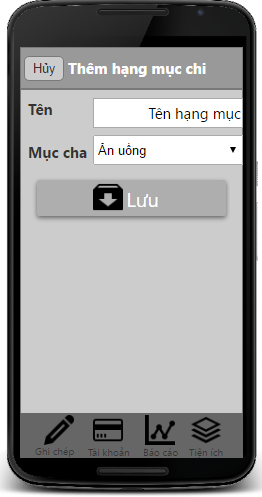 Hủy Thêm hạng mục chi
Tên Tên hạng mục
Mục cha Ăn uống
Lưu
Ghi chép Tài khoản Báo cáo Tiện ích